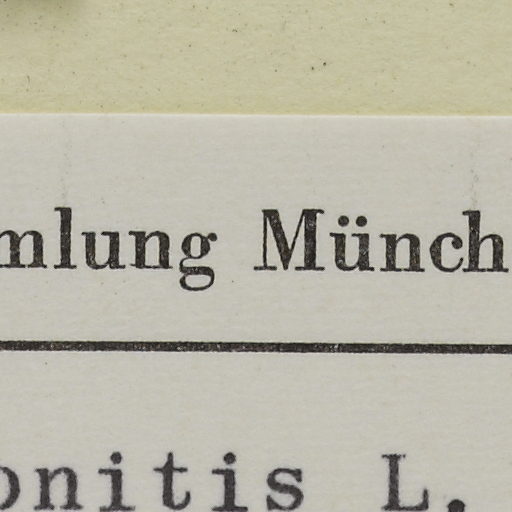 mlung Münch
onitis L.